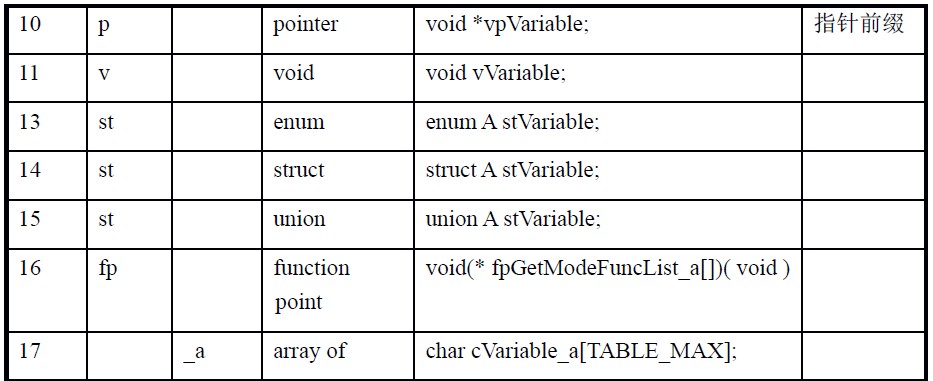 10 p pointer void *vpVariable; 指针前缀
11 v void void vVariable;
13 st enum enum A stVariable;
14 st struct struct A stVariable;
15 st union union A stVariable;
16 fp function point void(* fpGetModeFuncList_a[])( void )
17 _a array of char cVariable_a[TABLE_MAX];